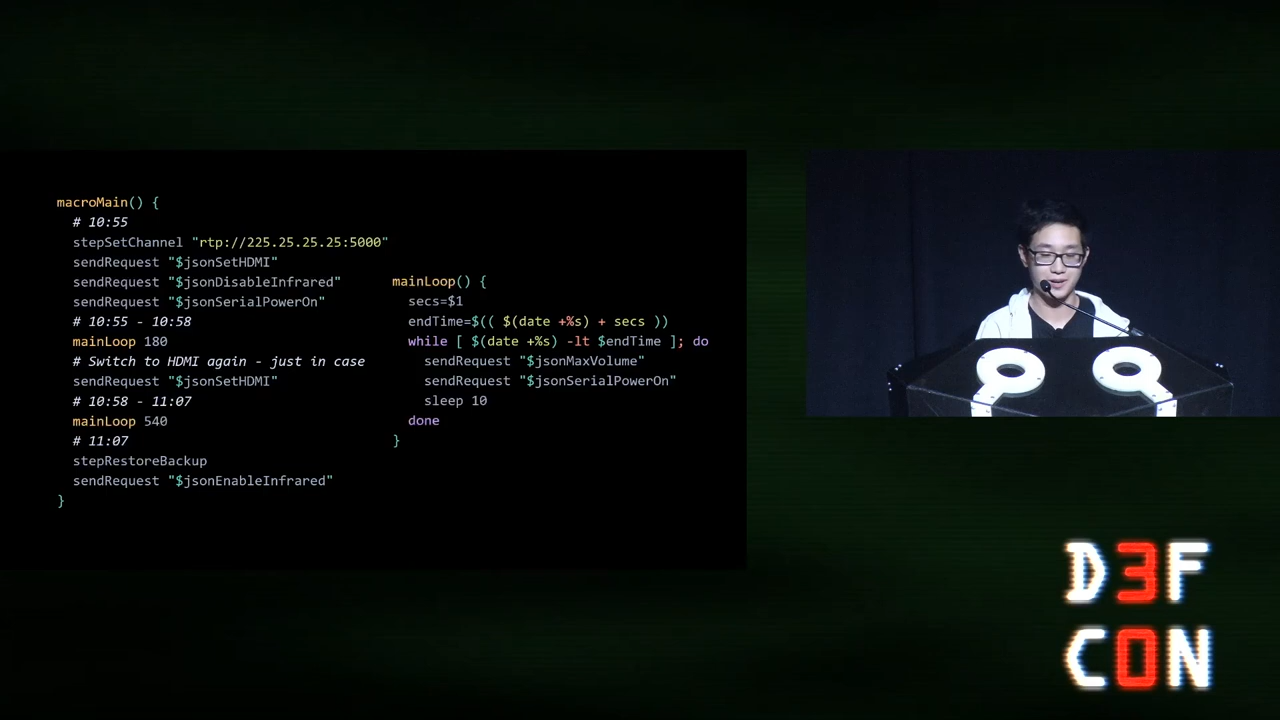 macroMain() {
# 10:55
stepSetChannel "rtp://225.25.25.25:5000"
sendRequest "$jsonSetHDMI"
sendRequest "$jsonDisableInfrared"
sendRequest "$jsonSerialPowerOn"
# 10:55 - 10:58
mainLoop 180
# Switch to HDMI again - just in case
sendRequest "$jsonSetHDMI"
# 10:58 - 11:07
mainLoop 540
# 11:07
stepRestoreBackup
sendRequest "$jsonEnableInfrared"
}
mainLoop() {
secs=$1
endTime=$(( $(date +%s) + secs ))
while [ $(date +%s) -lt $endTime ]; do
sendRequest "$jsonMaxVolume"
sendRequest "$jsonSerialPowerOn"
sleep 10
done
}
D3F
C0N